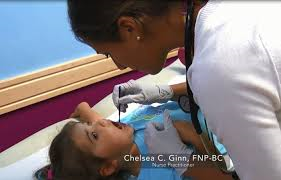 Chelsea C. Ginn, FNP-BC
Nurse Practitioner